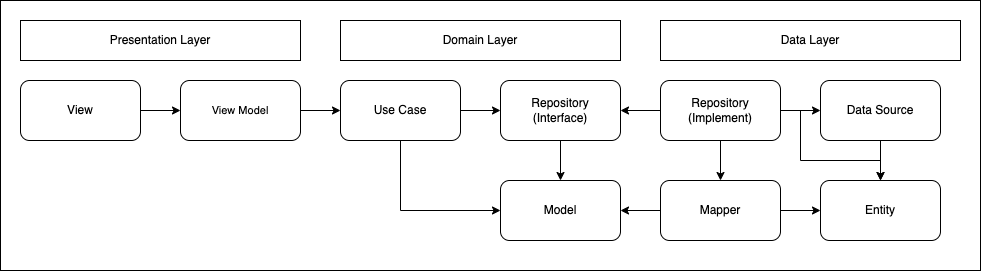 Presentation Layer
Domain Layer
Data Layer
View
View Model
Use Case
Repository
(Interface)
Repository
(Implement)
Data Source
Model
Mapper
Entity